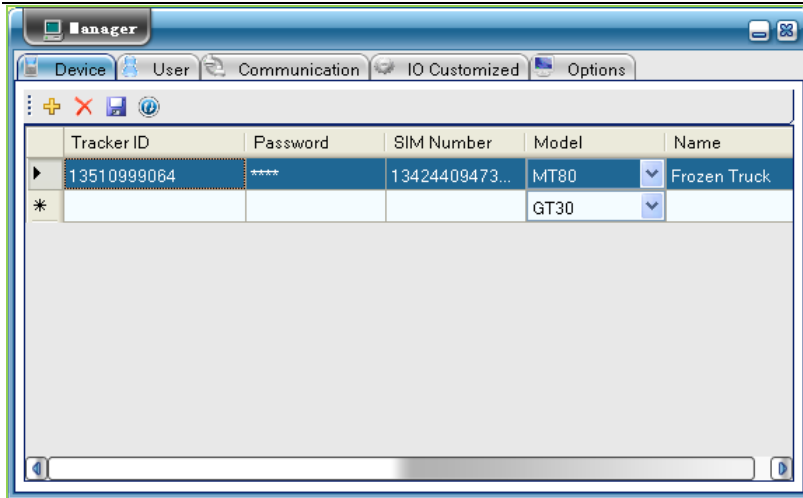 Manager
Device User Communication IO Customized Options
Tracker ID Password SIM Number Model Name
13510999064 **** 13424409473... MT80 Frozen Truck
* GT30